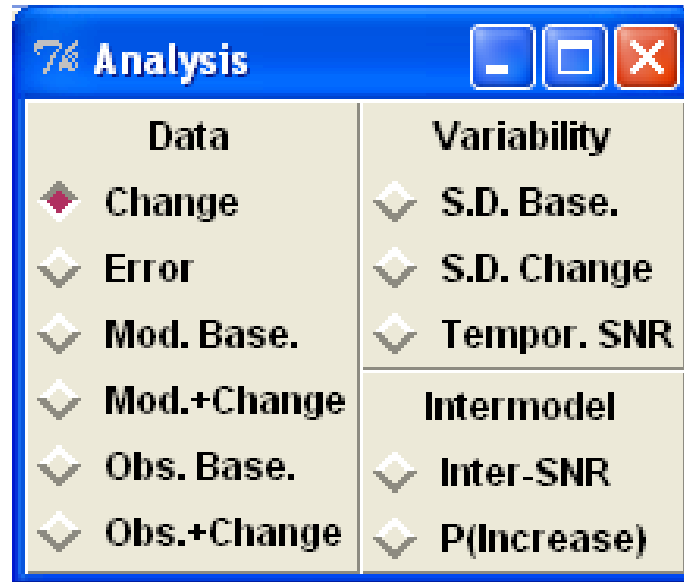 Analysis
Data
Change
Error
Mod. Base.
Mod.+Change
Obs. Base.
Obs.+Change
Variability
S.D. Base.
S.D. Change
Tempor. SNR
Intermodel
Inter-SNR
P(Increase)